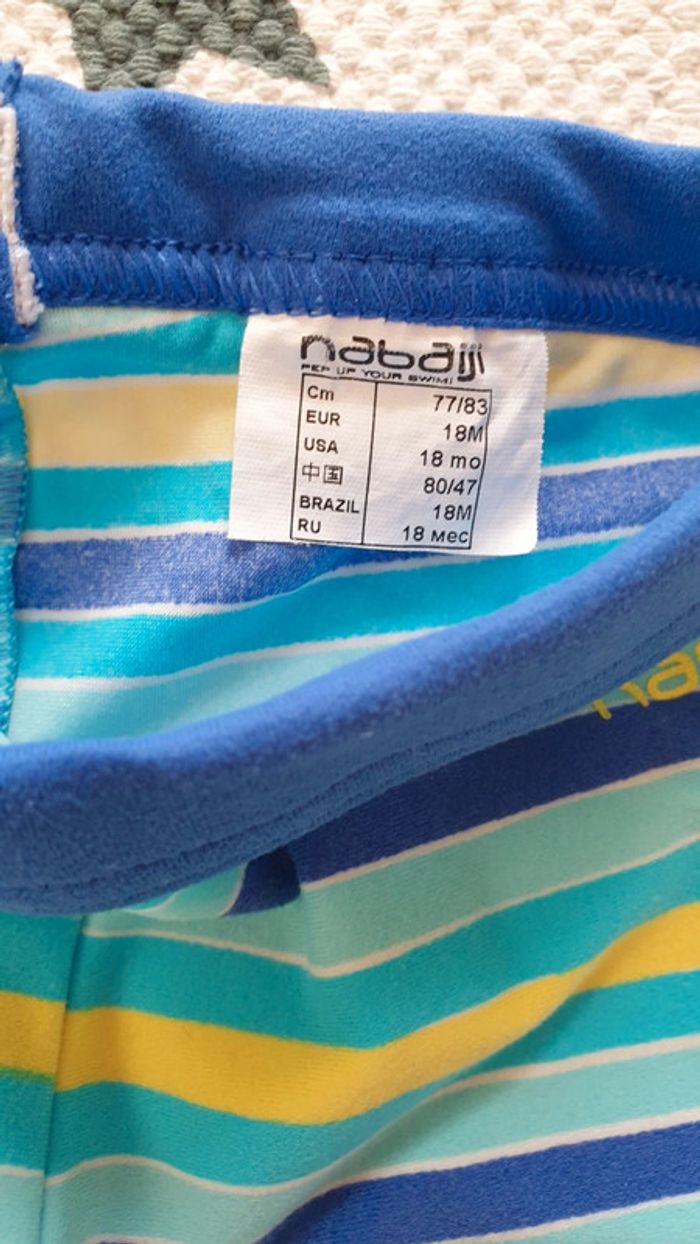 nabaiji
PEP UP YOUR SWIM!
Cm 77/83
EUR 18M
USA 18 mo
中国 80/47
BRAZIL 18M
RU 18 мес